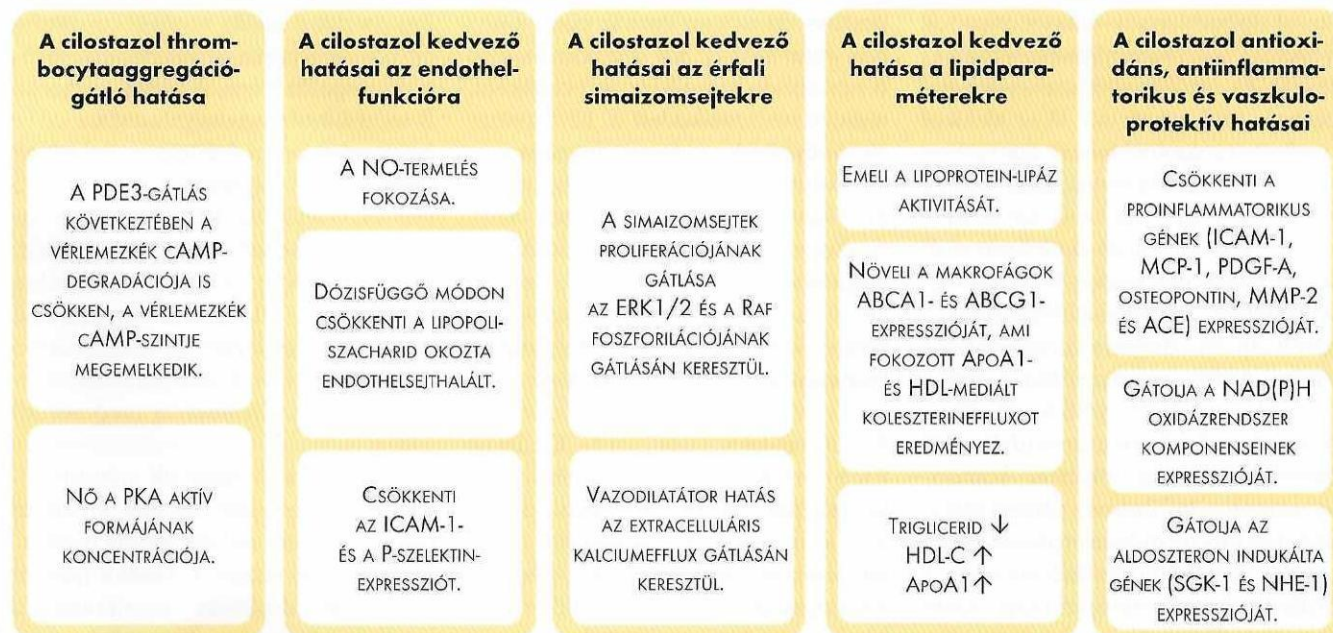 A cilostazol throm-
bocytaaggregáció-
gátló hatása
A PDE3-GÁTLÁS
KÖVETKEZTÉBEN A
VÉRLEMEZKÉK CAMP-
DEGRADÁCIÓJA IS
CSÖKKEN, A VÉRLEMEZKÉK
CAMP-SZINTJE
MEGEMELKEDIK.
NŐ A PKA AKTÍV
FORMÁJÁNAK
KONCENTRÁCIÓJA.
A cilostazol kedvező
hatásai az endothel-
funkcióra
A NO-TERMELÉS
FOKOZÁSA.
DÓZISFÜGGŐ MÓDON
CSÖKKENTI A LIPOPOLI-
SZACHARID OKOZTA
ENDOTHELSEJTHALÁLT.
CSÖKKENTI
AZ ICAM-1-
ÉS A P-SZELEKTIN-
EXPRESSZIÓT.
A cilostazol kedvező
hatásai az érfali
simaizomsejtekre
A SIMAIZOMSEJTEK
PROLIFERÁCIÓJÁNAK
GÁTLÁSA
AZ ERK1/2 ÉS A RAF
FOSZFORILÁCIÓJÁNAK
GÁTLÁSÁN KERESZTÜL.
VAZODILATÁTOR HATÁS
AZ EXTRACELLULÁRIS
KALCIUMEFFLUX GÁTLÁSÁN
KERESZTÜL.
A cilostazol kedvező
hatása a lipidpara-
méterekre
EMELI A LIPOPROTEIN-LIPÁZ
AKTIVITÁSÁT.
NÖVELI A MAKROFÁGOK
ABCA1- ÉS ABCG1-
EXPRESSZIÓJÁT, AMI
FOKOZOTT APOA1-
ÉS HDL-MEDIÁLT
KOLESZTERINEFFLUXOT
EREDMÉNYEZ.
TRIGLICERID ↓
HDL-C ↑
APOA1 ↑
A cilostazol antioxi-
dáns, antiinflamma-
torikus és vaszkulo-
protektív hatásai
CSÖKKENTI A
PROINFLAMMATORIKUS
GÉNEK (ICAM-1,
MCP-1, PDGF-A,
OSTEOPONTIN, MMP-2
ÉS ACE) EXPRESSZIÓJÁT.
GÁTOLJA A NAD(P)H
OXIDÁZRENDSZER
KOMPONENSEINEK
EXPRESSZIÓJÁT.
GÁTOLJA AZ
ALDOSZTERON INDUKÁLTA
GÉNEK (SGK-1 ÉS NHE-1)
EXPRESSZIÓJÁT.